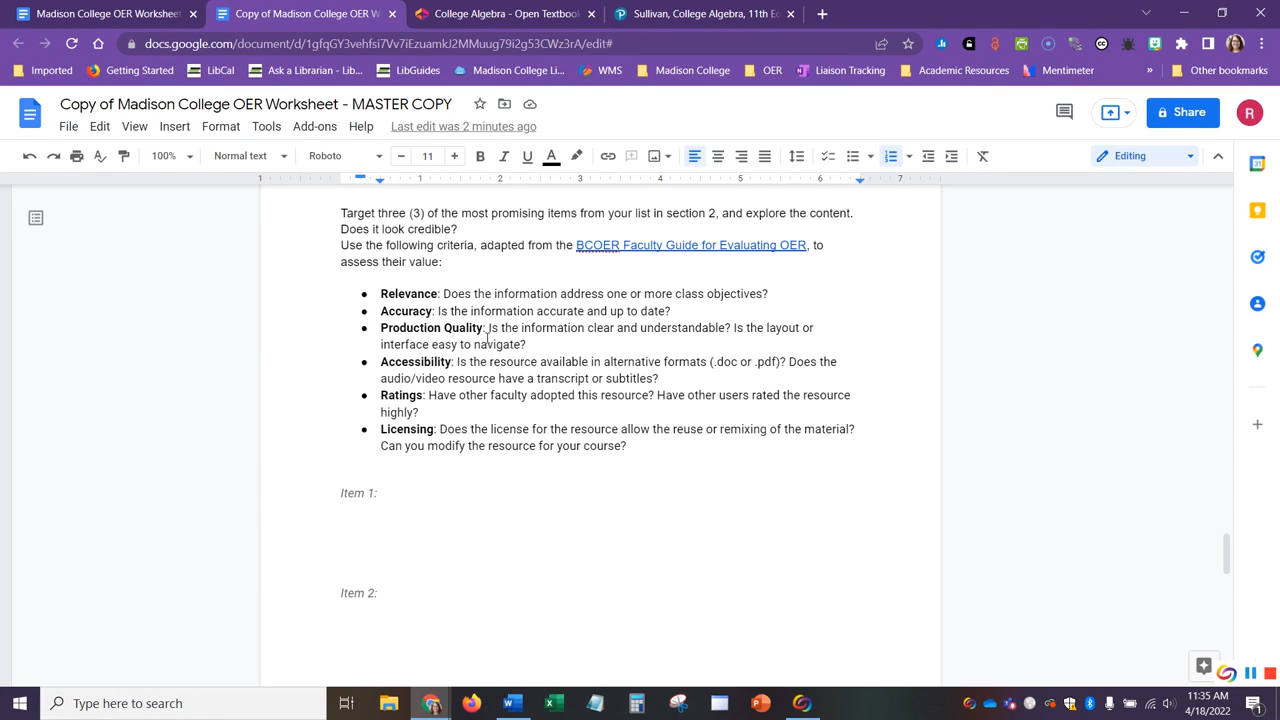 Madison College OER Worksheet
Copy of Madison College OER W
College Algebra - Open Textbook
Sullivan, College Algebra, 11th Ec
docs.google.com/document/d/1gfqGY3vehfsi7Vv7iEzuamkJ2MMuug79i2g53CWz3rA/edit#
Imported
Getting Started
LibCal
Ask a Librarian - Lib...
LibGuides
Madison College Li...
WMS
Madison College
OER
Liaison Tracking
Academic Resources
Mentimeter
»
Other bookmarks
Copy of Madison College OER Worksheet - MASTER COPY
File Edit View Insert Format Tools Add-ons Help Last edit was 2 minutes ago
Share
R
100% Normal text Roboto 11 Editing
1 1 2 3 4 5 6 7
Target three (3) of the most promising items from your list in section 2, and explore the content.
Does it look credible?
Use the following criteria, adapted from the BCOER Faculty Guide for Evaluating OER, to
assess their value:
● Relevance: Does the information address one or more class objectives?
● Accuracy: Is the information accurate and up to date?
● Production Quality: Is the information clear and understandable? Is the layout or
interface easy to navigate?
● Accessibility: Is the resource available in alternative formats (.doc or .pdf)? Does the
audio/video resource have a transcript or subtitles?
● Ratings: Have other faculty adopted this resource? Have other users rated the resource
highly?
● Licensing: Does the license for the resource allow the reuse or remixing of the material?
Can you modify the resource for your course?
Item 1:
Item 2:
Type here to search
11:35 AM
4/18/2022